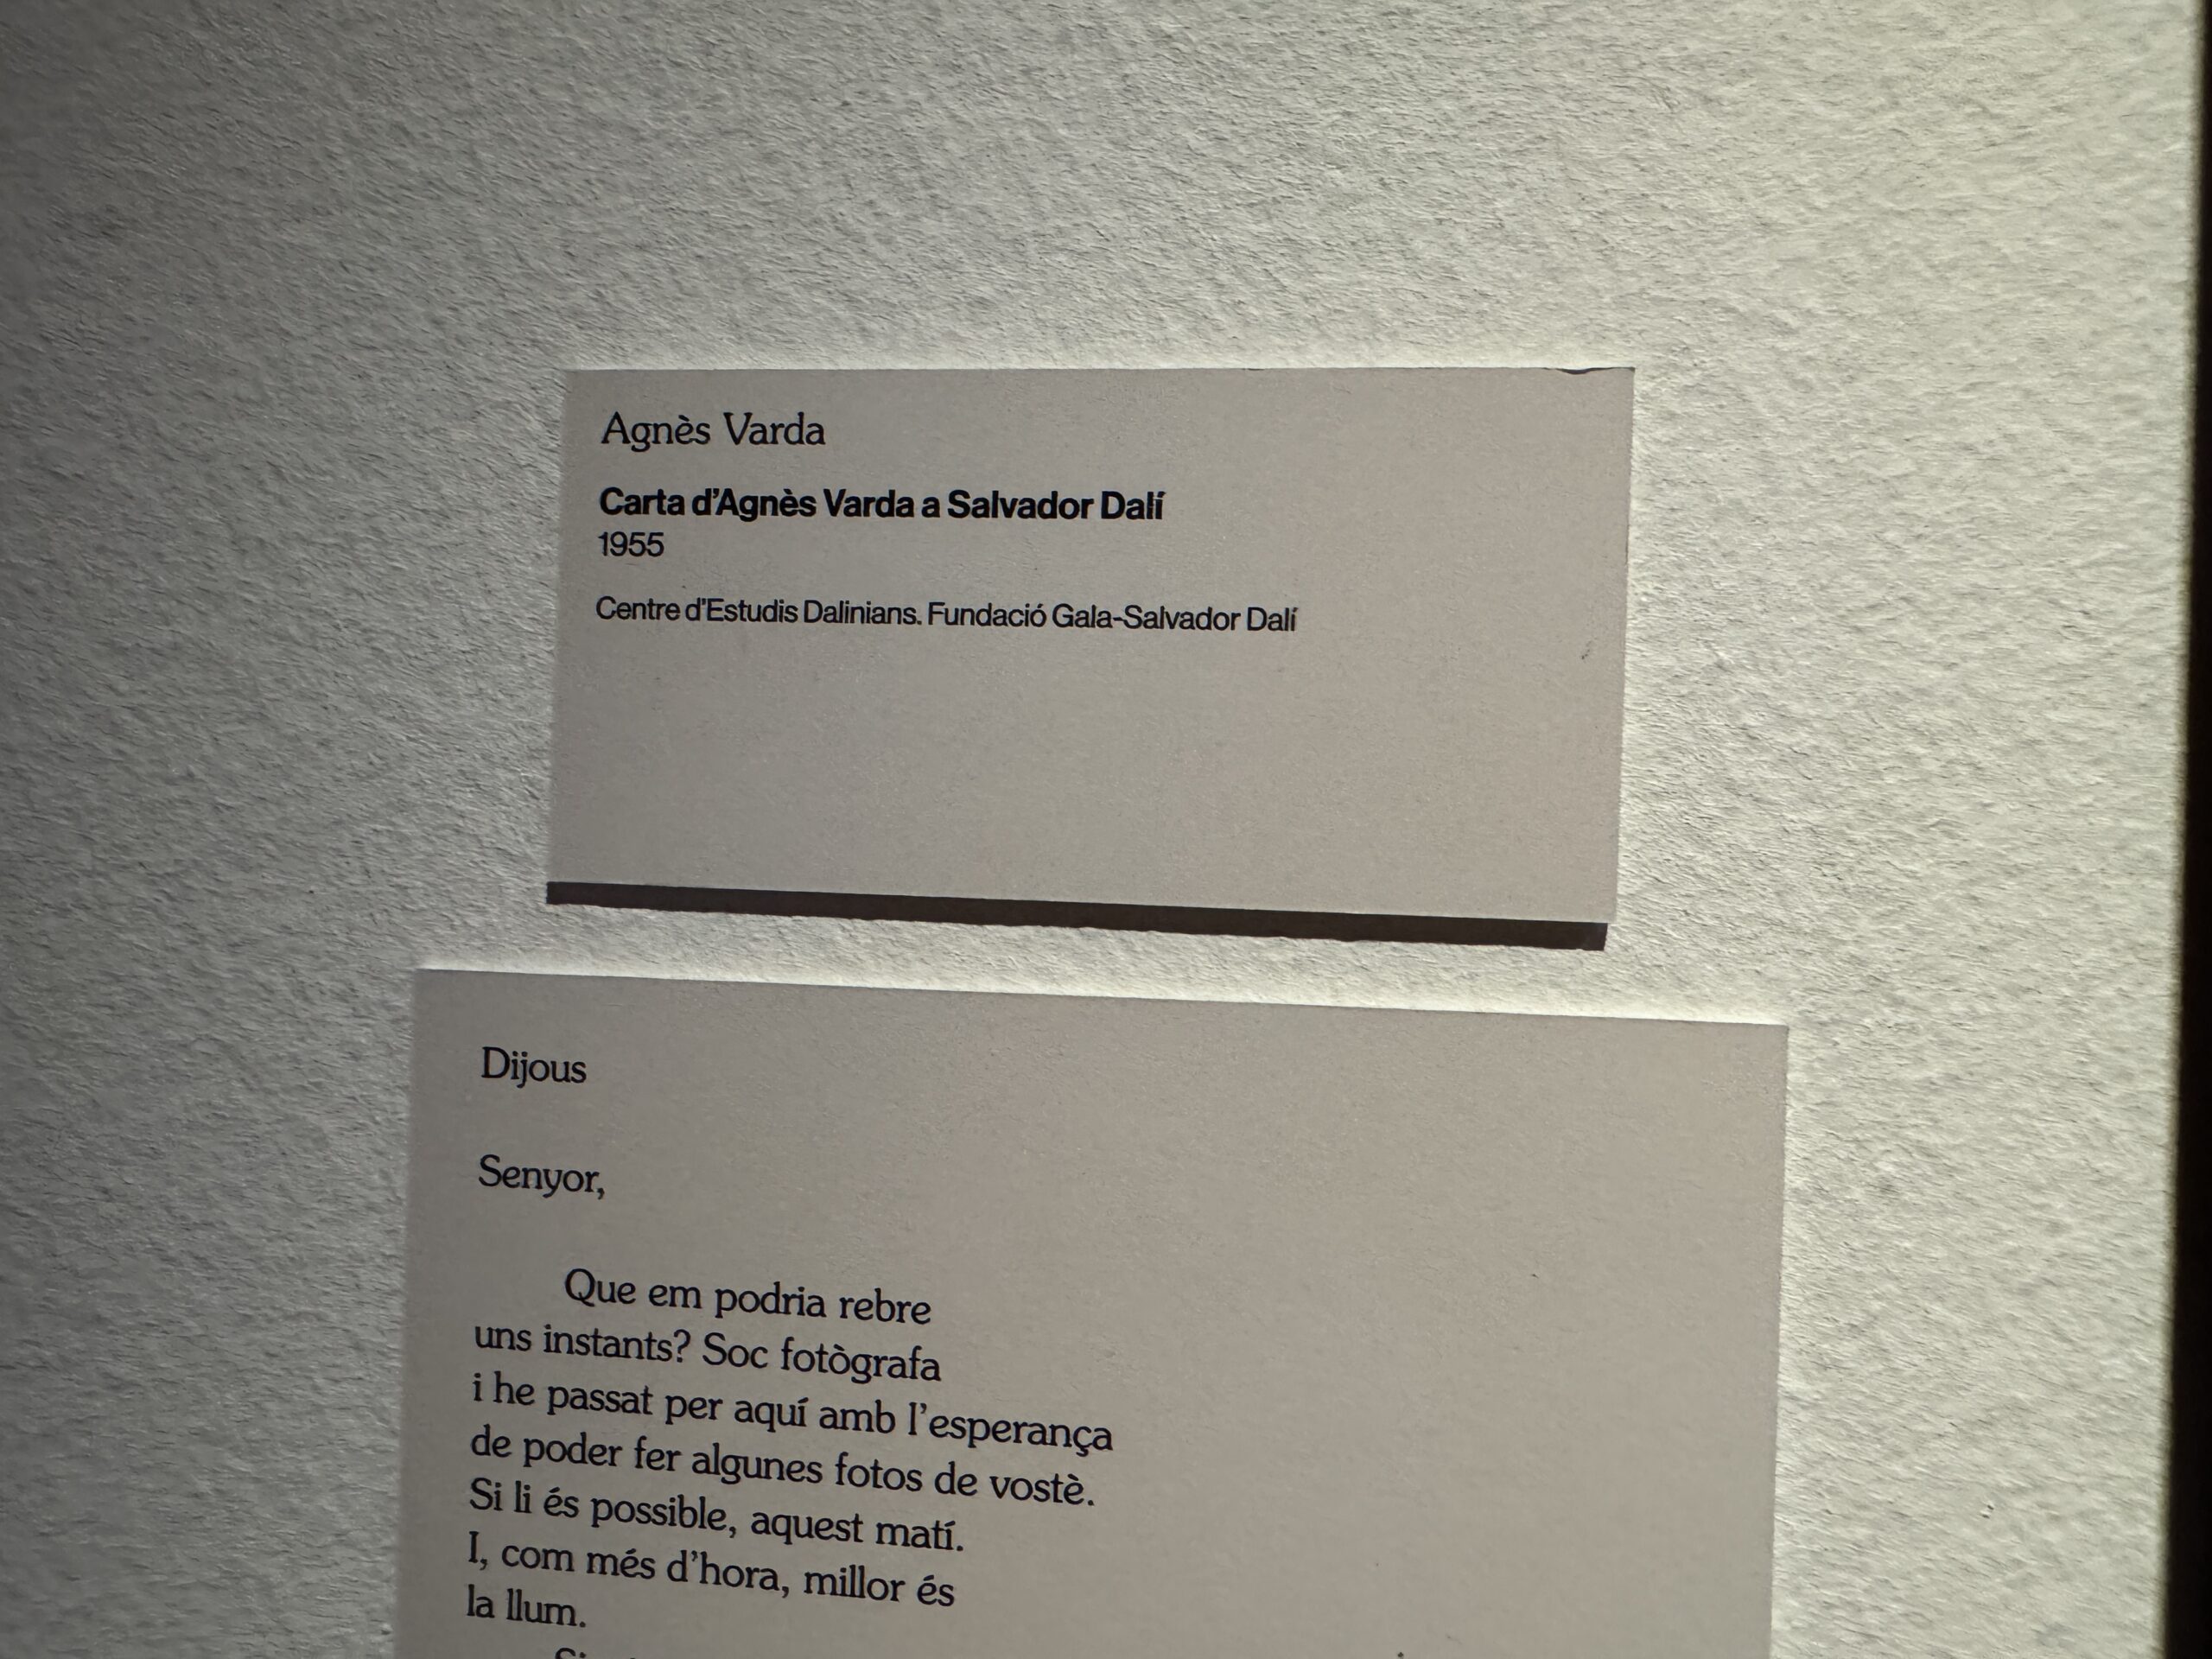 Agnès Varda
Carta d'Agnès Varda a Salvador Dalí
1955
Centre d'Estudis Dalinians. Fundació Gala-Salvador Dalí
Dijous
Senyor,
Que em podria rebre
uns instants? Soc fotògrafa
i he passat per aquí amb l'esperança
de poder fer algunes fotos de vostè.
Si li és possible, aquest matí.
I, com més d'hora, millor és
la llum.